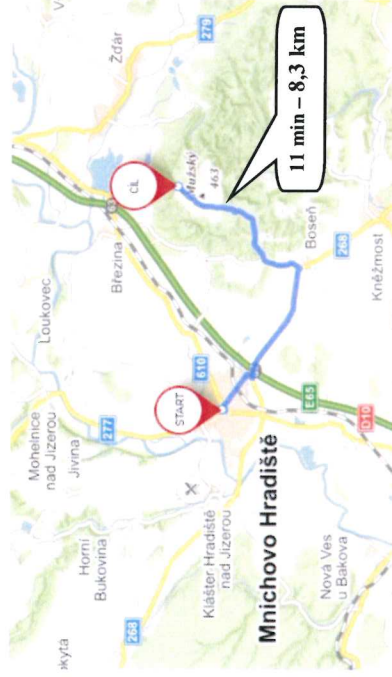 Mohelnice
nad Jizerou
Loukovec
Žďár
279
Horní
Bukovina
Jivina
277
Březina
268
START
610
CÍL
Klášter Hradiště
nad Jizerou
Mužský
463
Mnichovo Hradiště
11 min – 8,3 km
Boseň
Nová Ves
u Bakova
E65
268
D10
Kněžmost